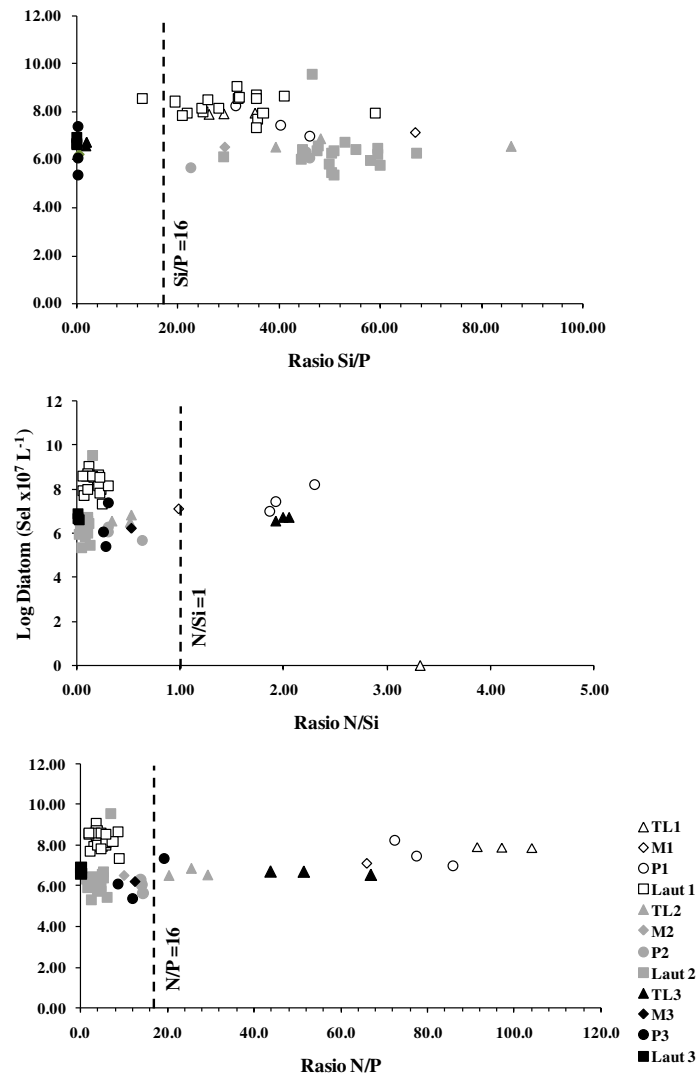 12.00
10.00
8.00
6.00
4.00
2.00
0.00
Si/P =16
0.00 20.00 40.00 60.00 80.00 100.00
Rasio Si/P
12
10
8
6
4
2
0
Log Diatom (Sel x10⁷ L⁻¹)
N/Si=1
0.00 1.00 2.00 3.00 4.00 5.00
Rasio N/Si
12.00
10.00
8.00
6.00
4.00
2.00
0.00
N/P=16
0.0 20.0 40.0 60.0 80.0 100.0 120.0
Rasio N/P
TL1
M1
P1
Laut 1
TL2
M2
P2
Laut 2
TL3
M3
P3
Laut 3